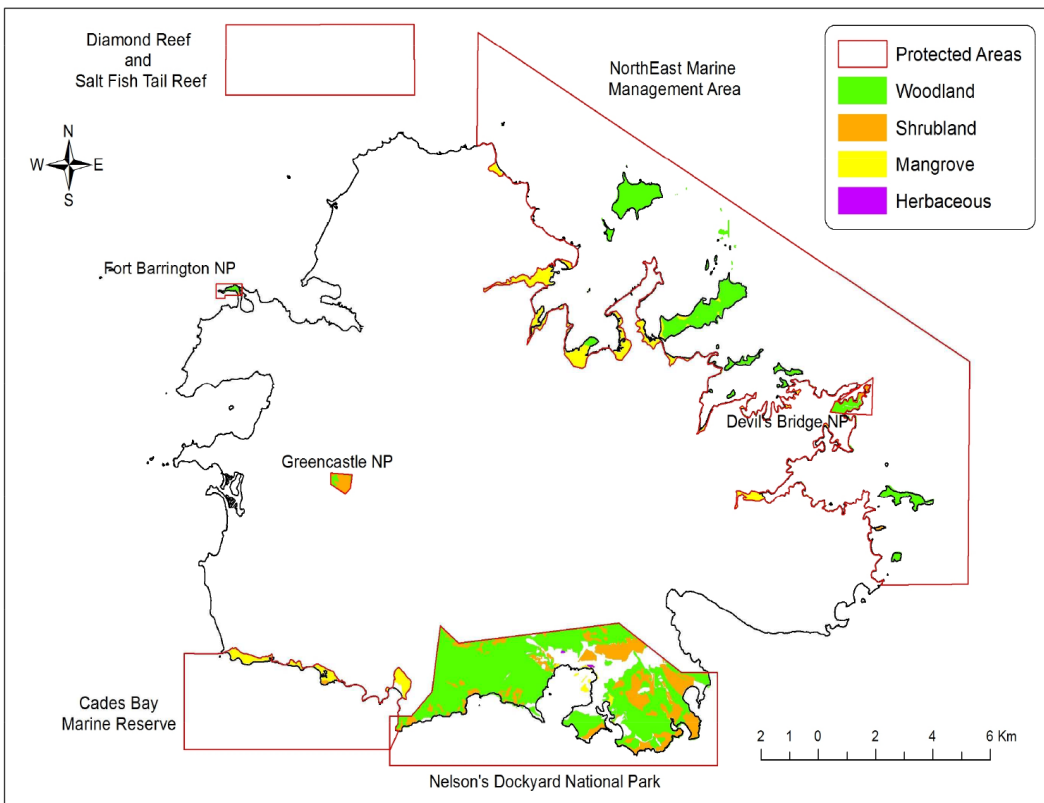 Diamond Reef
and
Salt Fish Tail Reef
NorthEast Marine
Management Area
Protected Areas
Woodland
Shrubland
Mangrove
Herbaceous
N
W E
S
Fort Barrington NP
Devil's Bridge NP
Greencastle NP
Cades Bay
Marine Reserve
Nelson's Dockyard National Park
2 1 0 2 4 6 Km